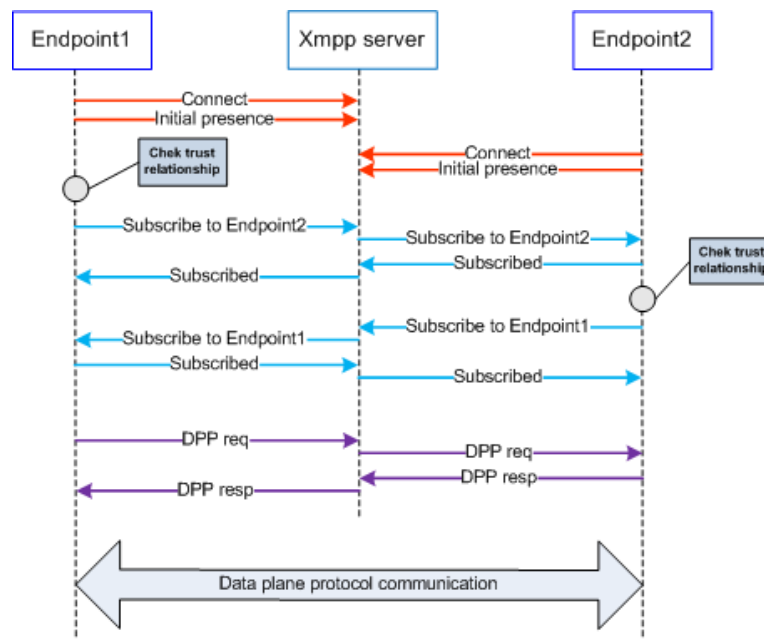 Endpoint1
Xmpp server
Endpoint2
Connect
Initial presence
Chek trust
relationship
Connect
Initial presence
Subscribe to Endpoint2
Subscribe to Endpoint2
Subscribed
Subscribed
Chek trust
relationship
Subscribe to Endpoint1
Subscribe to Endpoint1
Subscribed
Subscribed
DPP req
DPP req
DPP resp
DPP resp
Data plane protocol communication